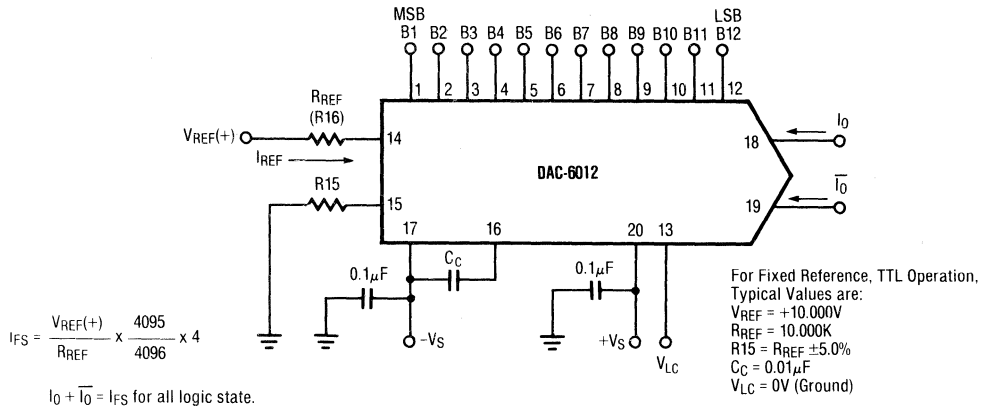 MSB LSB
B1 B2 B3 B4 B5 B6 B7 B8 B9 B10 B11 B12
1 2 3 4 5 6 7 8 9 10 11 12
RREF
(R16)
VREF(+)
14
IREF
18
IO
DAC-6012
R15
15
19
I̅O̅
17 16 20 13
CC
0.1μF
0.1μF
-VS
+VS
VLC
For Fixed Reference, TTL Operation,
Typical Values are:
VREF = +10.000V
RREF = 10.000K
R15 = RREF ±5.0%
CC = 0.01μF
VLC = 0V (Ground)
IFS = VREF(+) / RREF x 4095 / 4096 x 4
IO + I̅O̅ = IFS for all logic state.